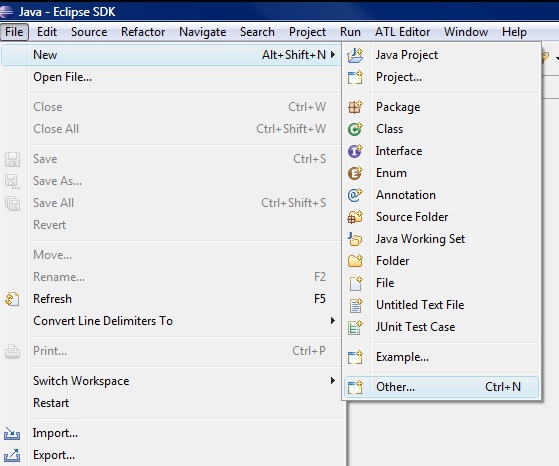 Java - Eclipse SDK
File Edit Source Refactor Navigate Search Project Run ATL Editor Window Help
New Alt+Shift+N
Open File...
Close Ctrl+W
Close All Ctrl+Shift+W
Save Ctrl+S
Save As...
Save All Ctrl+Shift+S
Revert
Move...
Rename... F2
Refresh F5
Convert Line Delimiters To
Print... Ctrl+P
Switch Workspace
Restart
Import...
Export...
Java Project
Project...
Package
Class
Interface
Enum
Annotation
Source Folder
Java Working Set
Folder
File
Untitled Text File
JUnit Test Case
Example...
Other... Ctrl+N